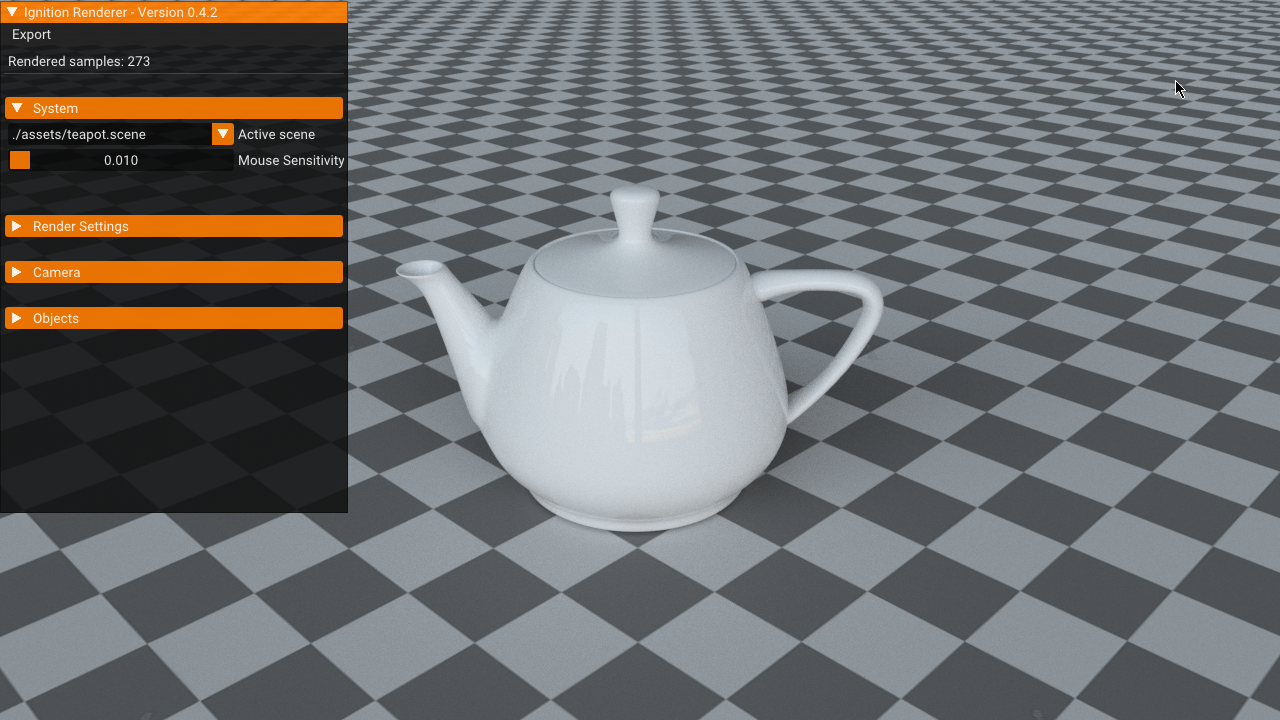 Ignition Renderer - Version 0.4.2
Export
Rendered samples: 273
System
./assets/teapot.scene Active scene
0.010 Mouse Sensitivity
Render Settings
Camera
Objects